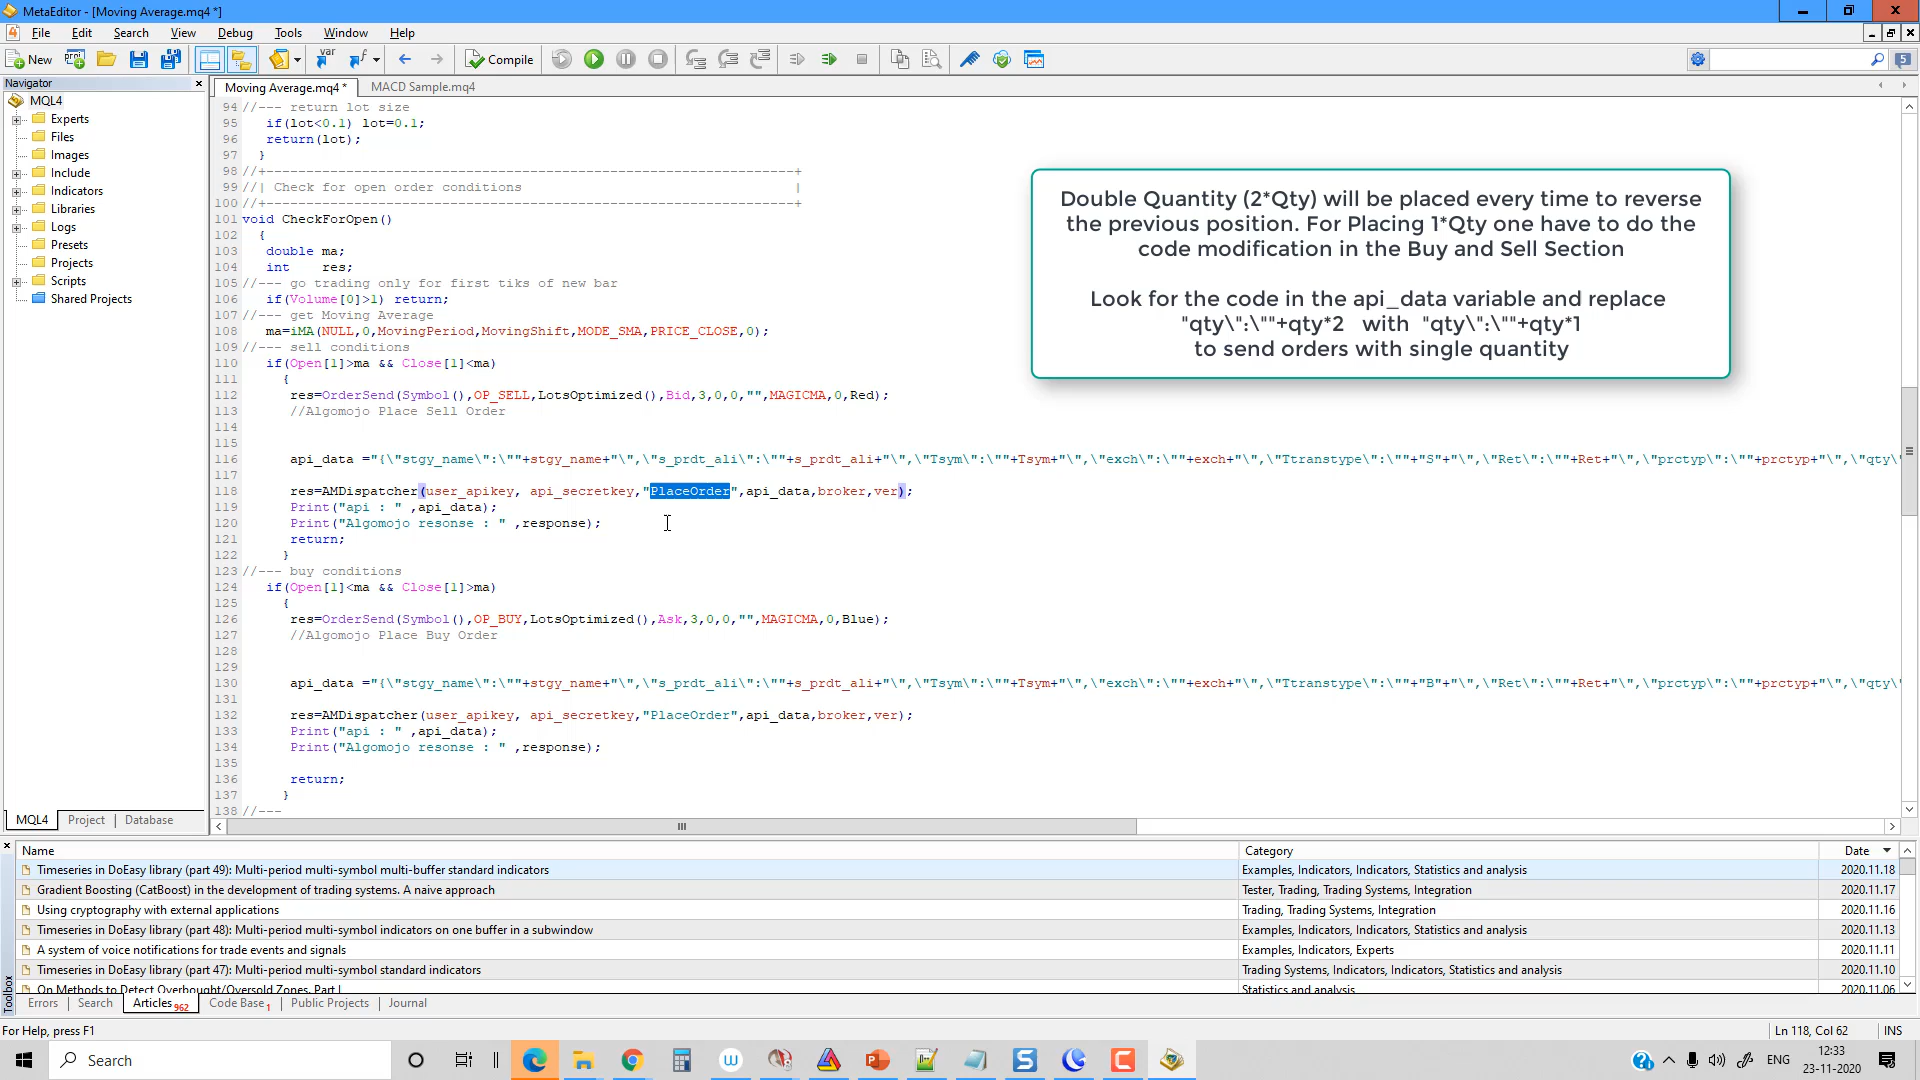 MetaEditor - [Moving Average.mq4 *]
File Edit Search View Debug Tools Window Help
New Compile
Navigator
MQL4
Experts
Files
Images
Include
Indicators
Libraries
Logs
Presets
Projects
Scripts
Shared Projects
MQL4 Project Database
Moving Average.mq4 * MACD Sample.mq4
94 //--- return lot size
95 if(lot<0.1) lot=0.1;
96 return(lot);
97 }
98 //+------------------------------------------------------------------+
99 //| Check for open order conditions |
100 //+------------------------------------------------------------------+
101 void CheckForOpen()
102 {
103 double ma;
104 int res;
105 //--- go trading only for first tiks of new bar
106 if(Volume[0]>1) return;
107 //--- get Moving Average
108 ma=iMA(NULL,0,MovingPeriod,MovingShift,MODE_SMA,PRICE_CLOSE,0);
109 //--- sell conditions
110 if(Open[1]>ma && Close[1]<ma)
111 {
112 res=OrderSend(Symbol(),OP_SELL,LotsOptimized(),Bid,3,0,0,"",MAGICMA,0,Red);
113 //Algomojo Place Sell Order
114
115
116 api_data ="{\"stgy_name\":\""+stgy_name+"\",\"s_prdt_ali\":\""+s_prdt_ali+"\",\"Tsym\":\""+Tsym+"\",\"exch\":\""+exch+"\",\"Ttranstype\":\""+"S"+"\",\"Ret\":\""+Ret+"\",\"prctyp\":\""+prctyp+"\",\"qty\
117
118 res=AMDispatcher(user_apikey, api_secretkey,"PlaceOrder",api_data,broker,ver);
119 Print("api : " ,api_data);
120 Print("Algomojo resonse : " ,response);
121 return;
122 }
123 //--- buy conditions
124 if(Open[1]<ma && Close[1]>ma)
125 {
126 res=OrderSend(Symbol(),OP_BUY,LotsOptimized(),Ask,3,0,0,"",MAGICMA,0,Blue);
127 //Algomojo Place Buy Order
128
129
130 api_data ="{\"stgy_name\":\""+stgy_name+"\",\"s_prdt_ali\":\""+s_prdt_ali+"\",\"Tsym\":\""+Tsym+"\",\"exch\":\""+exch+"\",\"Ttranstype\":\""+"B"+"\",\"Ret\":\""+Ret+"\",\"prctyp\":\""+prctyp+"\",\"qty\
131
132 res=AMDispatcher(user_apikey, api_secretkey,"PlaceOrder",api_data,broker,ver);
133 Print("api : " ,api_data);
134 Print("Algomojo resonse : " ,response);
135
136 return;
137 }
138 //---
Double Quantity (2*Qty) will be placed every time to reverse
the previous position. For Placing 1*Qty one have to do the
code modification in the Buy and Sell Section
Look for the code in the api_data variable and replace
"qty\":\""+qty*2 with "qty\":\""+qty*1
to send orders with single quantity
Name Category Date
Timeseries in DoEasy library (part 49): Multi-period multi-symbol multi-buffer standard indicators Examples, Indicators, Indicators, Statistics and analysis 2020.11.18
Gradient Boosting (CatBoost) in the development of trading systems. A naive approach Tester, Trading, Trading Systems, Integration 2020.11.17
Using cryptography with external applications Trading, Trading Systems, Integration 2020.11.16
Timeseries in DoEasy library (part 48): Multi-period multi-symbol indicators on one buffer in a subwindow Examples, Indicators, Indicators, Statistics and analysis 2020.11.13
A system of voice notifications for trade events and signals Examples, Indicators, Experts 2020.11.11
Timeseries in DoEasy library (part 47): Multi-period multi-symbol standard indicators Trading Systems, Indicators, Indicators, Statistics and analysis 2020.11.10
On Methods to Detect Overbought/Oversold Zones. Part I Statistics and analysis 2020.11.06
Toolbox
Errors Search Articles 962 Code Base 1 Public Projects Journal
For Help, press F1 Ln 118, Col 62 INS
Search
ENG
12:33
23-11-2020